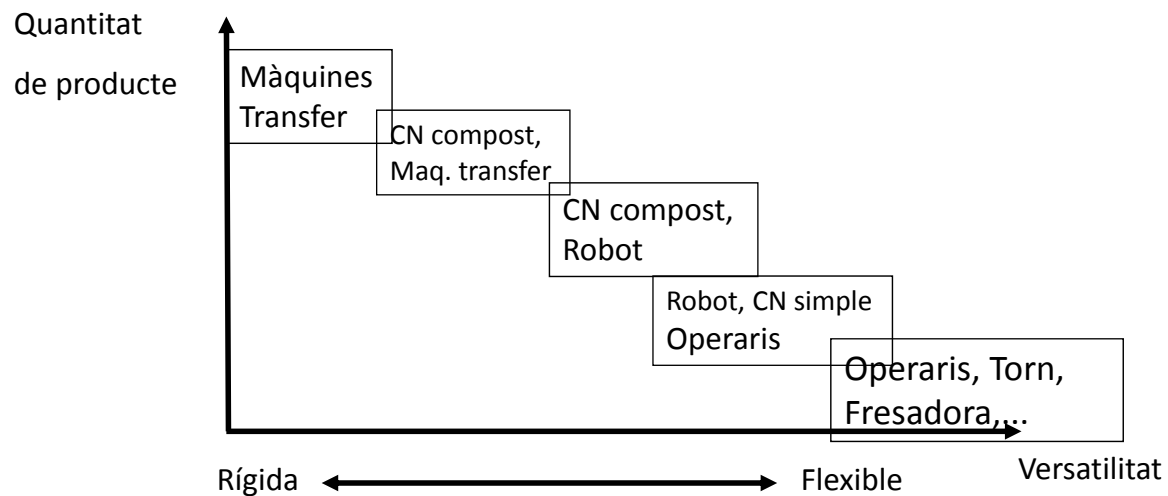 Quantitat
de producte
Màquines
Transfer
CN compost,
Maq. transfer
CN compost,
Robot
Robot, CN simple
Operaris
Operaris, Torn,
Fresadora,...
Rígida
Flexible
Versatilitat